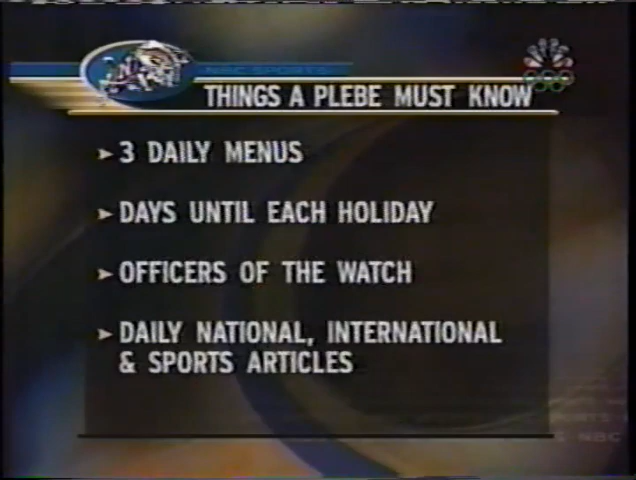 NBC SPORTS
THINGS A PLEBE MUST KNOW
➤ 3 DAILY MENUS
➤ DAYS UNTIL EACH HOLIDAY
➤ OFFICERS OF THE WATCH
➤ DAILY NATIONAL, INTERNATIONAL
& SPORTS ARTICLES
NBC